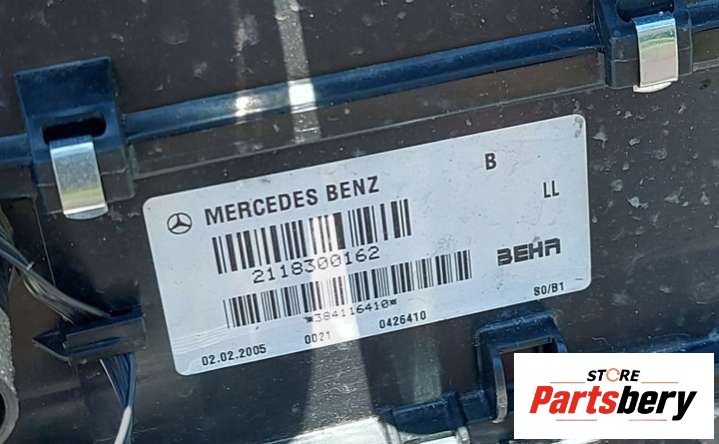 MERCEDES BENZ
B
LL
2118300162
BEHR
*384116410*
02.02.2005 0021 0426410 S0/B1
STORE
Partsbery